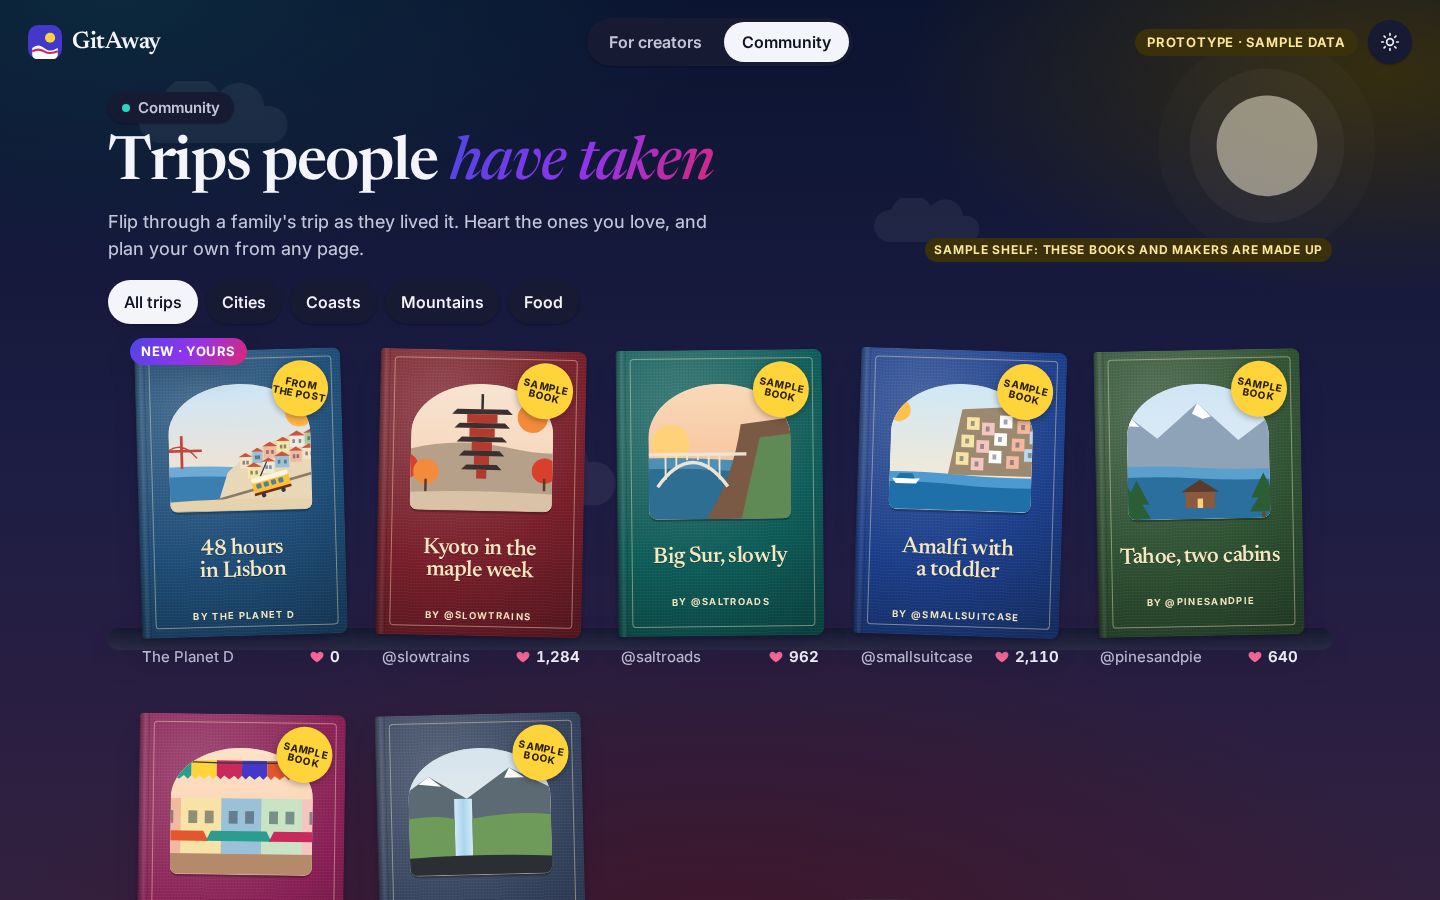 GitAway
For creators
Community
PROTOTYPE · SAMPLE DATA
Community
Trips people have taken
Flip through a family's trip as they lived it. Heart the ones you love, and
plan your own from any page.
SAMPLE SHELF: THESE BOOKS AND MAKERS ARE MADE UP
All trips
Cities
Coasts
Mountains
Food
NEW · YOURS
FROM
THE POST
48 hours
in Lisbon
BY THE PLANET D
The Planet D
0
SAMPLE
BOOK
Kyoto in the
maple week
BY @SLOWTRAINS
@slowtrains
1,284
SAMPLE
BOOK
Big Sur, slowly
BY @SALTROADS
@saltroads
962
SAMPLE
BOOK
Amalfi with
a toddler
BY @SMALLSUITCASE
@smallsuitcase
2,110
SAMPLE
BOOK
Tahoe, two cabins
BY @PINESANDPIE
@pinesandpie
640
SAMPLE
BOOK
SAMPLE
BOOK